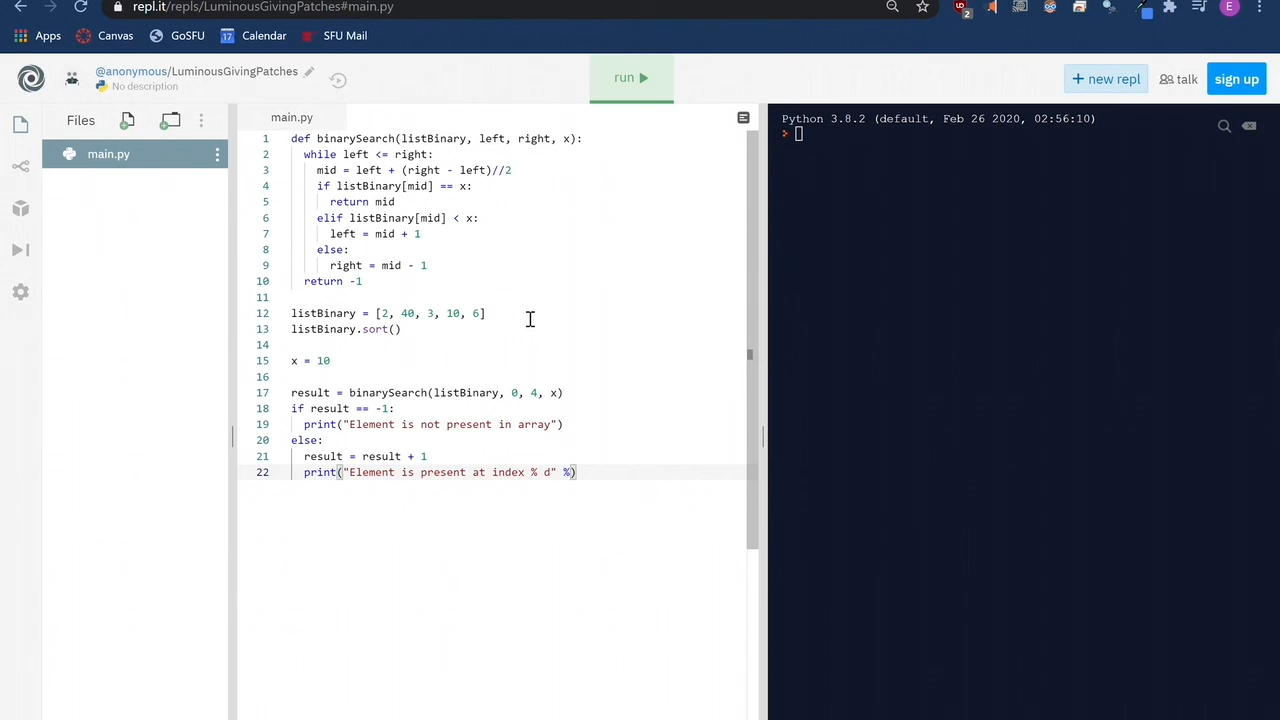 repl.it/repls/LuminousGivingPatches#main.py
2
E
Apps
Canvas
GoSFU
17 Calendar
SFU Mail
@anonymous/LuminousGivingPatches
No description
run
+ new repl
talk
sign up
Files
main.py
main.py
1 def binarySearch(listBinary, left, right, x):
2 while left <= right:
3 mid = left + (right - left)//2
4 if listBinary[mid] == x:
5 return mid
6 elif listBinary[mid] < x:
7 left = mid + 1
8 else:
9 right = mid - 1
10 return -1
11
12 listBinary = [2, 40, 3, 10, 6]
13 listBinary.sort()
14
15 x = 10
16
17 result = binarySearch(listBinary, 0, 4, x)
18 if result == -1:
19 print("Element is not present in array")
20 else:
21 result = result + 1
22 print("Element is present at index % d" %)
Python 3.8.2 (default, Feb 26 2020, 02:56:10)